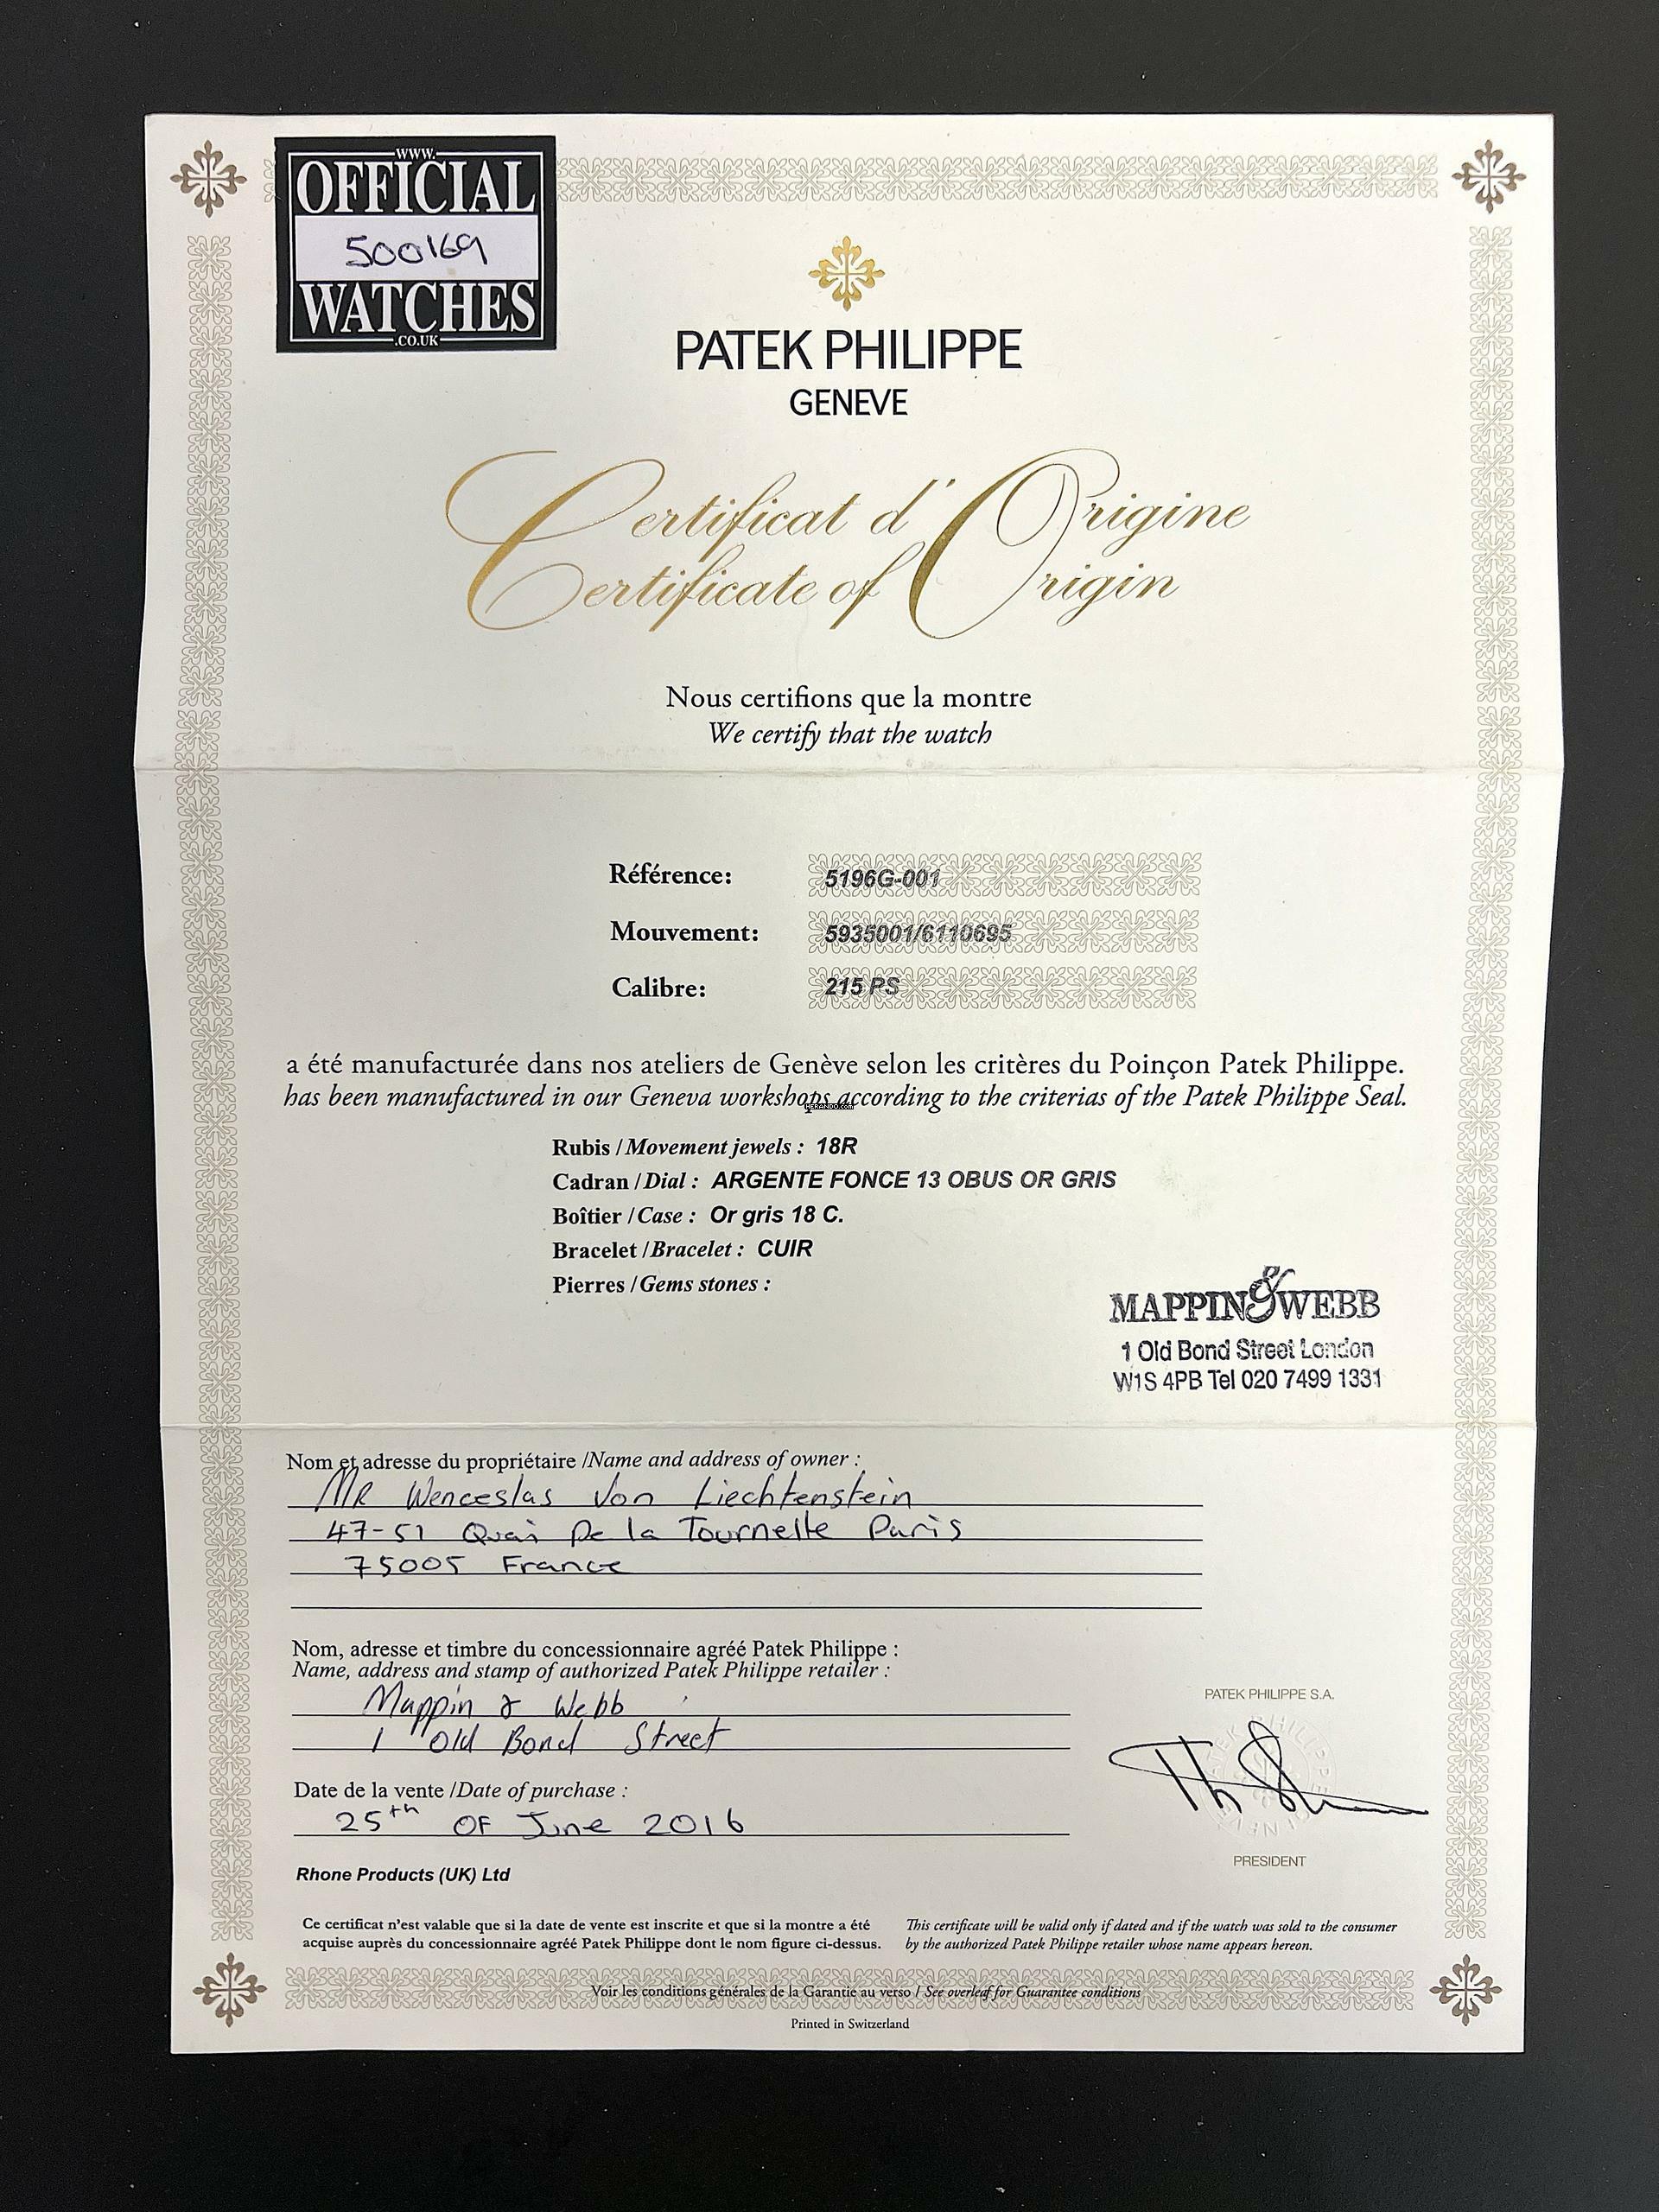 WWW.
OFFICIAL
500169
WATCHES
.CO.UK
PATEK PHILIPPE
GENEVE
Certificat d'Origine
Certificate of Origin
Nous certifions que la montre
We certify that the watch
Référence: 5196G-001
Mouvement: 5935001/6110695
Calibre: 215 PS
a été manufacturée dans nos ateliers de Genève selon les critères du Poinçon Patek Philippe.
has been manufactured in our Geneva workshops according to the criterias of the Patek Philippe Seal.
Rubis / Movement jewels : 18R
Cadran / Dial : ARGENTE FONCE 13 OBUS OR GRIS
Boîtier / Case : Or gris 18 C.
Bracelet / Bracelet : CUIR
Pierres / Gems stones :
MAPPIN & WEBB
1 Old Bond Street London
W1S 4PB Tel 020 7499 1331
Nom et adresse du propriétaire /Name and address of owner :
MR Wenceslas Von Liechtenstein
47-51 Quai De la Tournelle Paris
75005 France
Nom, adresse et timbre du concessionnaire agréé Patek Philippe :
Name, address and stamp of authorized Patek Philippe retailer :
Mappin & Webb
1 Old Bond Street
PATEK PHILIPPE S.A.
Date de la vente /Date of purchase :
25th OF June 2016
PRESIDENT
Rhone Products (UK) Ltd
Ce certificat n'est valable que si la date de vente est inscrite et que si la montre a été
acquise auprès du concessionnaire agréé Patek Philippe dont le nom figure ci-dessus.
This certificate will be valid only if dated and if the watch was sold to the consumer
by the authorized Patek Philippe retailer whose name appears hereon.
Voir les conditions générales de la Garantie au verso / See overleaf for Guarantee conditions
Printed in Switzerland